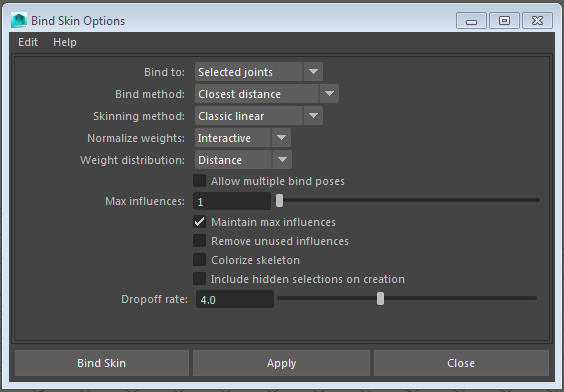 Bind Skin Options
Edit Help
Bind to: Selected joints
Bind method: Closest distance
Skinning method: Classic linear
Normalize weights: Interactive
Weight distribution: Distance
Allow multiple bind poses
Max influences: 1
Maintain max influences
Remove unused influences
Colorize skeleton
Include hidden selections on creation
Dropoff rate: 4.0
Bind Skin Apply Close